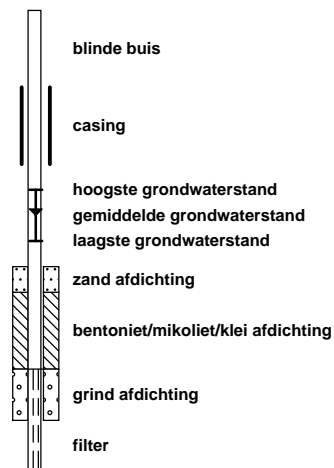 blinde buis
casing
hoogste grondwaterstand
gemiddelde grondwaterstand
laagste grondwaterstand
zand afdichting
bentoniet/mikoliet/klei afdichting
grind afdichting
filter